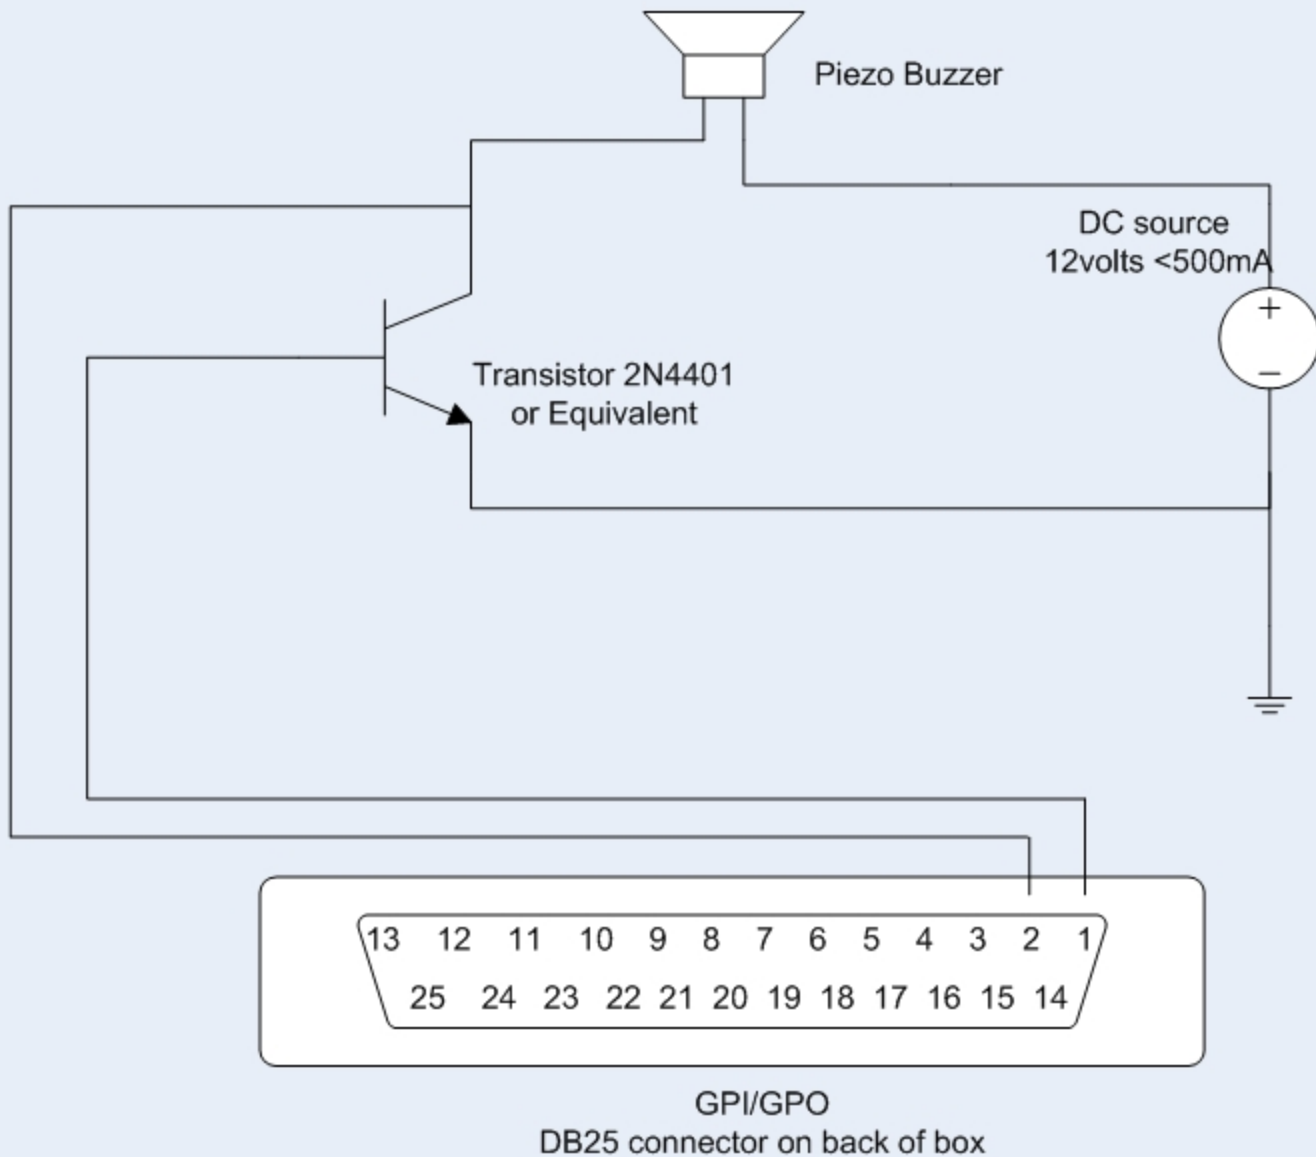 Piezo Buzzer
DC source
12volts <500mA
+
−
Transistor 2N4401
or Equivalent
13 12 11 10 9 8 7 6 5 4 3 2 1
25 24 23 22 21 20 19 18 17 16 15 14
GPI/GPO
DB25 connector on back of box